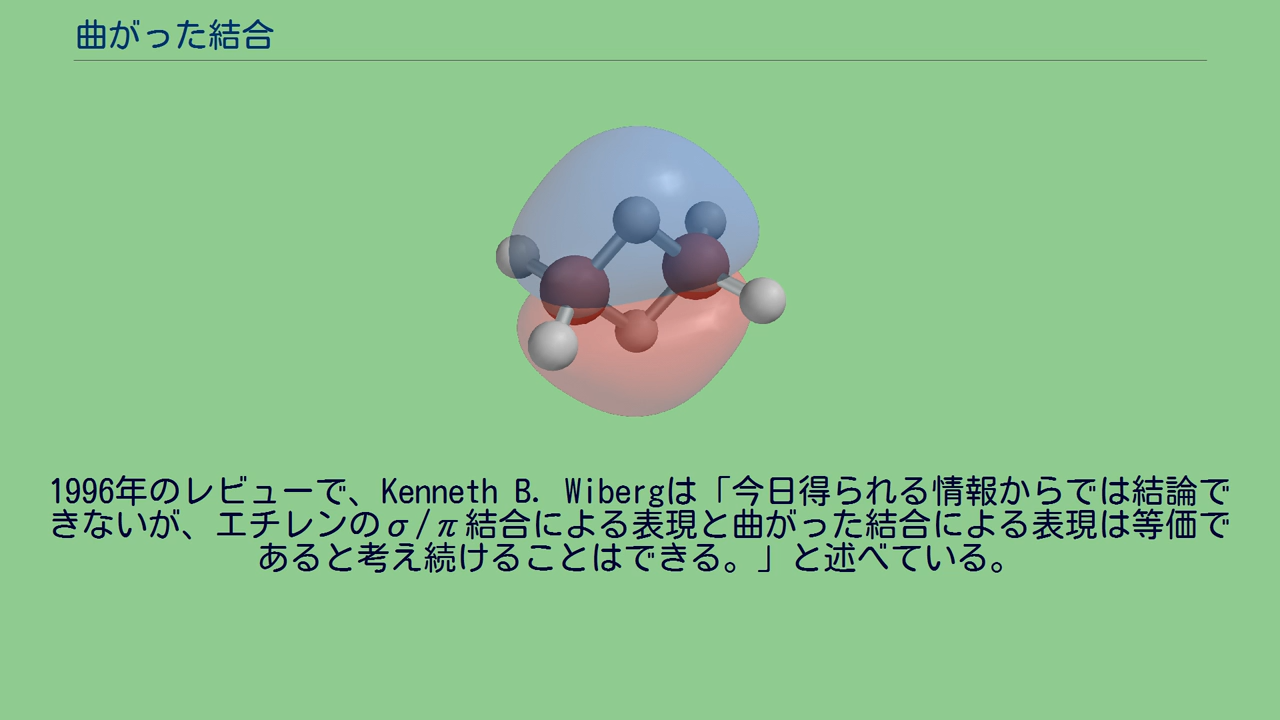 曲がった結合
1996年のレビューで、Kenneth B. Wibergは「今日得られる情報からでは結論で
きないが、エチレンのσ/π結合による表現と曲がった結合による表現は等価で
あると考え続けることはできる。」と述べている。